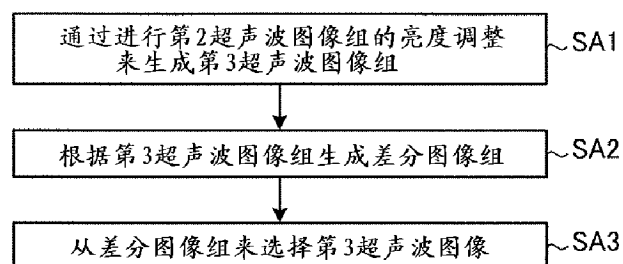 通过进行第2超声波图像组的亮度调整
来生成第3超声波图像组
SA1
根据第3超声波图像组生成差分图像组
SA2
从差分图像组来选择第3超声波图像
SA3